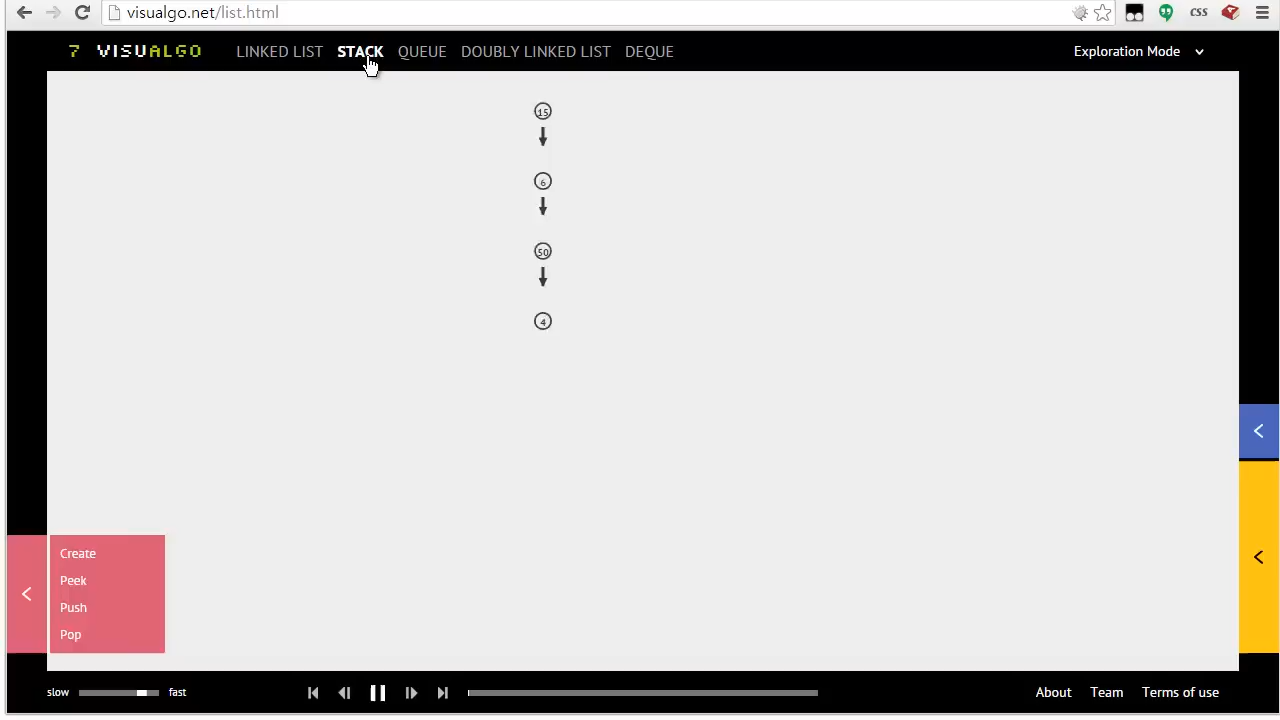 visualgo.net/list.html
CSS
7 VISUALGO LINKED LIST STACK QUEUE DOUBLY LINKED LIST DEQUE Exploration Mode
15
6
50
4
Create
Peek
Push
Pop
slow fast About Team Terms of use